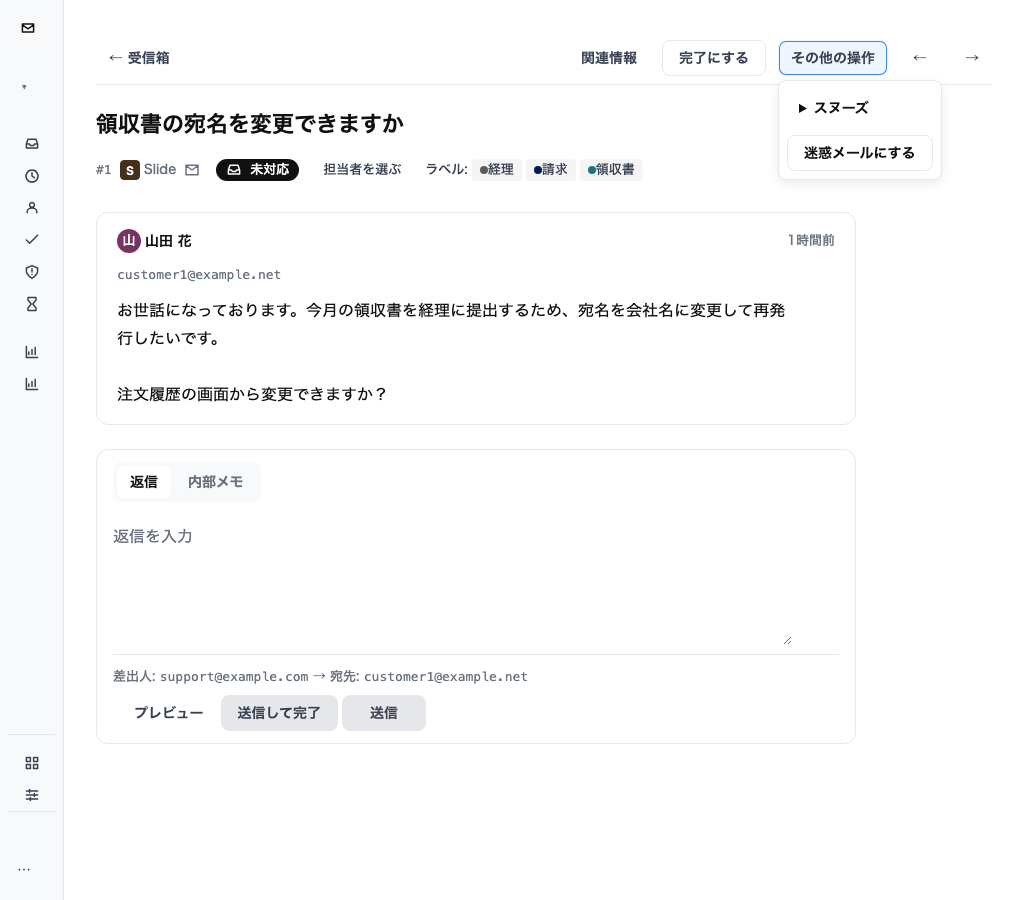 ← 受信箱
関連情報
完了にする
その他の操作
←
→
▶ スヌーズ
迷惑メールにする
領収書の宛名を変更できますか
#1 S Slide 未対応 担当者を選ぶ ラベル: 経理 請求 領収書
山 山田 花
1時間前
customer1@example.net
お世話になっております。今月の領収書を経理に提出するため、宛名を会社名に変更して再発
行したいです。
注文履歴の画面から変更できますか？
返信 内部メモ
返信を入力
差出人: support@example.com → 宛先: customer1@example.net
プレビュー 送信して完了 送信
…